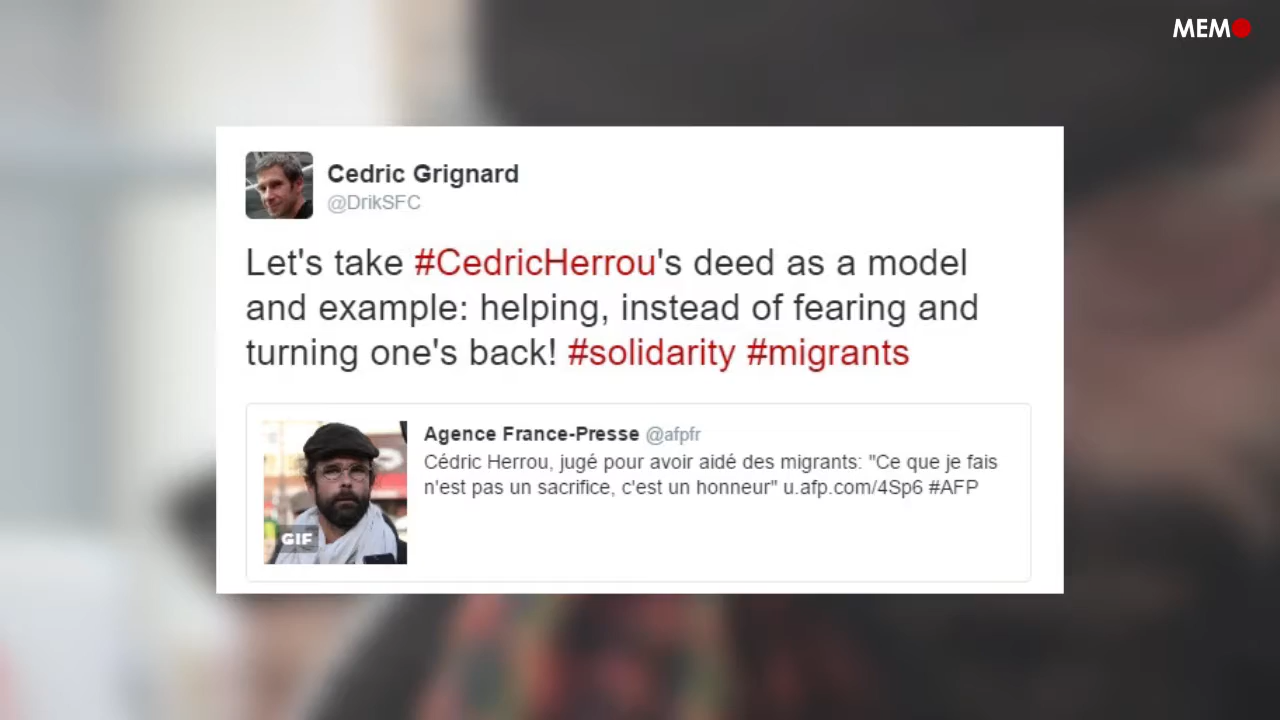 MEMO
Cedric Grignard
@DrikSFC
Let's take #CedricHerrou's deed as a model
and example: helping, instead of fearing and
turning one's back! #solidarity #migrants
Agence France-Presse @afpfr
Cédric Herrou, jugé pour avoir aidé des migrants: "Ce que je fais
n'est pas un sacrifice, c'est un honneur" u.afp.com/4Sp6 #AFP
GIF